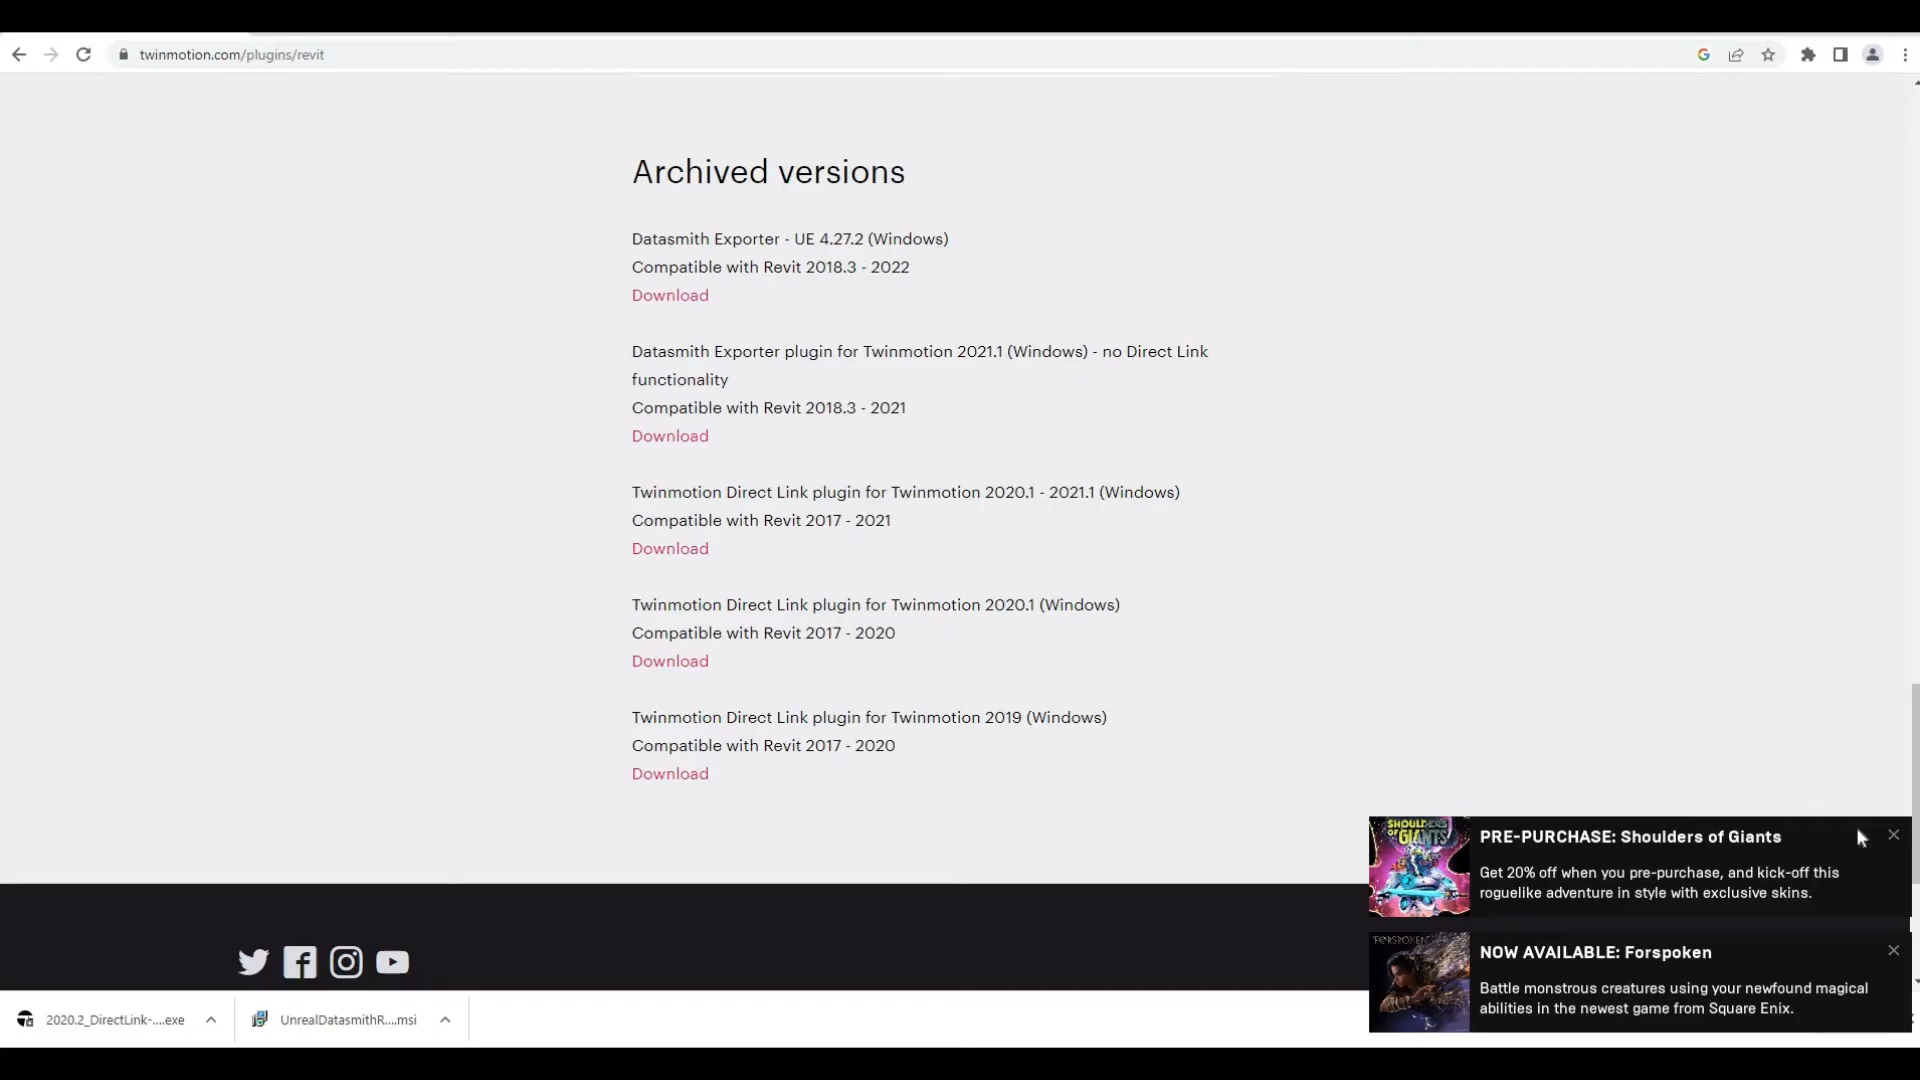 twinmotion.com/plugins/revit
Archived versions
Datasmith Exporter - UE 4.27.2 (Windows)
Compatible with Revit 2018.3 - 2022
Download
Datasmith Exporter plugin for Twinmotion 2021.1 (Windows) - no Direct Link
functionality
Compatible with Revit 2018.3 - 2021
Download
Twinmotion Direct Link plugin for Twinmotion 2020.1 - 2021.1 (Windows)
Compatible with Revit 2017 - 2021
Download
Twinmotion Direct Link plugin for Twinmotion 2020.1 (Windows)
Compatible with Revit 2017 - 2020
Download
Twinmotion Direct Link plugin for Twinmotion 2019 (Windows)
Compatible with Revit 2017 - 2020
Download
SHOULDERS
OF GIANTS
PRE-PURCHASE: Shoulders of Giants
Get 20% off when you pre-purchase, and kick-off this
roguelike adventure in style with exclusive skins.
FORSPOKEN
NOW AVAILABLE: Forspoken
Battle monstrous creatures using your newfound magical
abilities in the newest game from Square Enix.
2020.2_DirectLink-....exe
UnrealDatasmithR....msi